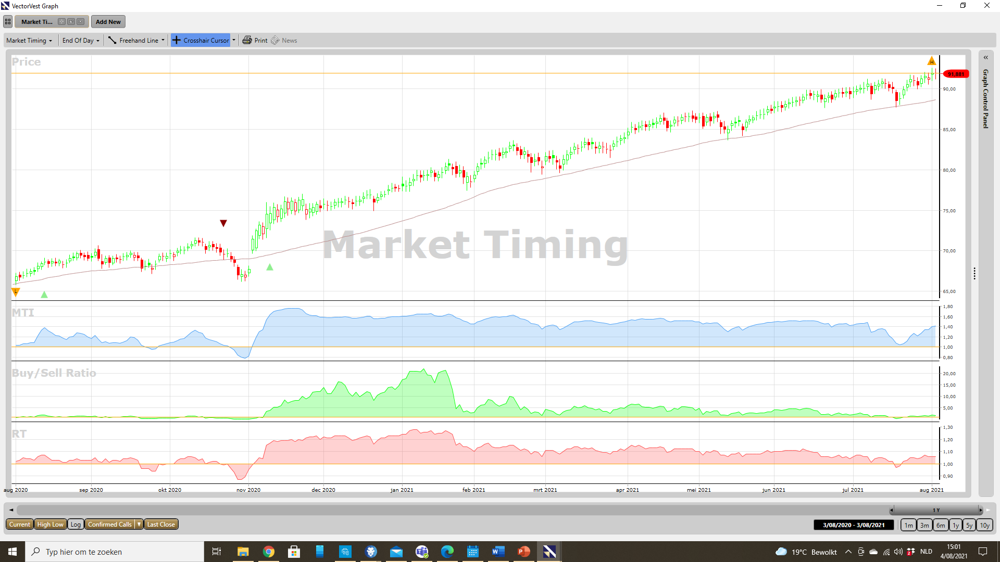 VectorVest Graph
Market Ti...
Add New
Market Timing
End Of Day
Freehand Line
Crosshair Cursor
Print
News
Price
H
91,881
90,00
85,00
80,00
75,00
70,00
65,00
Market Timing
L
MTI
1,80
1,60
1,40
1,20
1,00
0,80
Buy/Sell Ratio
20,00
15,00
10,00
5,00
RT
1,30
1,20
1,10
1,00
0,90
aug 2020 sep 2020 okt 2020 nov 2020 dec 2020 jan 2021 feb 2021 mrt 2021 apr 2021 mei 2021 jun 2021 jul 2021 aug 2021
Graph Control Panel
1 Y
Current High Low Log Confirmed Calls Last Close
3/08/2020 - 3/08/2021
1m 3m 6m 1y 5y 10y
Typ hier om te zoeken
19°C Bewolkt
NLD
15:01
4/08/2021